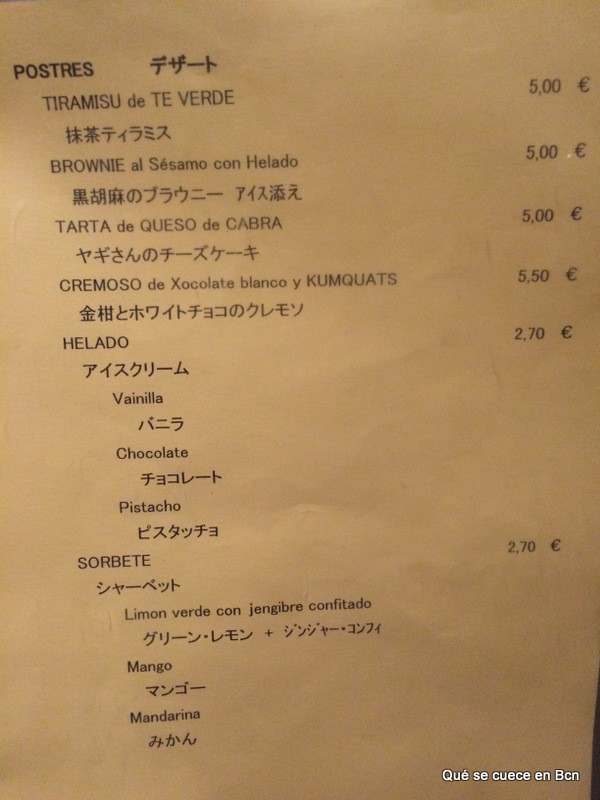 POSTRES デザート
TIRAMISU de TE VERDE 5,00 €
抹茶ティラミス
BROWNIE al Sésamo con Helado 5,00 €
黒胡麻のブラウニー ｱｲｽ添え
TARTA de QUESO de CABRA 5,00 €
ヤギさんのチーズケーキ
CREMOSO de Xocolate blanco y KUMQUATS 5,50 €
金柑とホワイトチョコのクレモソ
HELADO 2,70 €
アイスクリーム
Vainilla
バニラ
Chocolate
チョコレート
Pistacho
ピスタッチョ
SORBETE 2,70 €
シャーベット
Limon verde con jengibre confitado
グリーン・レモン + ｼﾞﾝｼﾞｬｰ・ｺﾝﾌｨ
Mango
マンゴー
Mandarina
みかん
Qué se cuece en Bcn